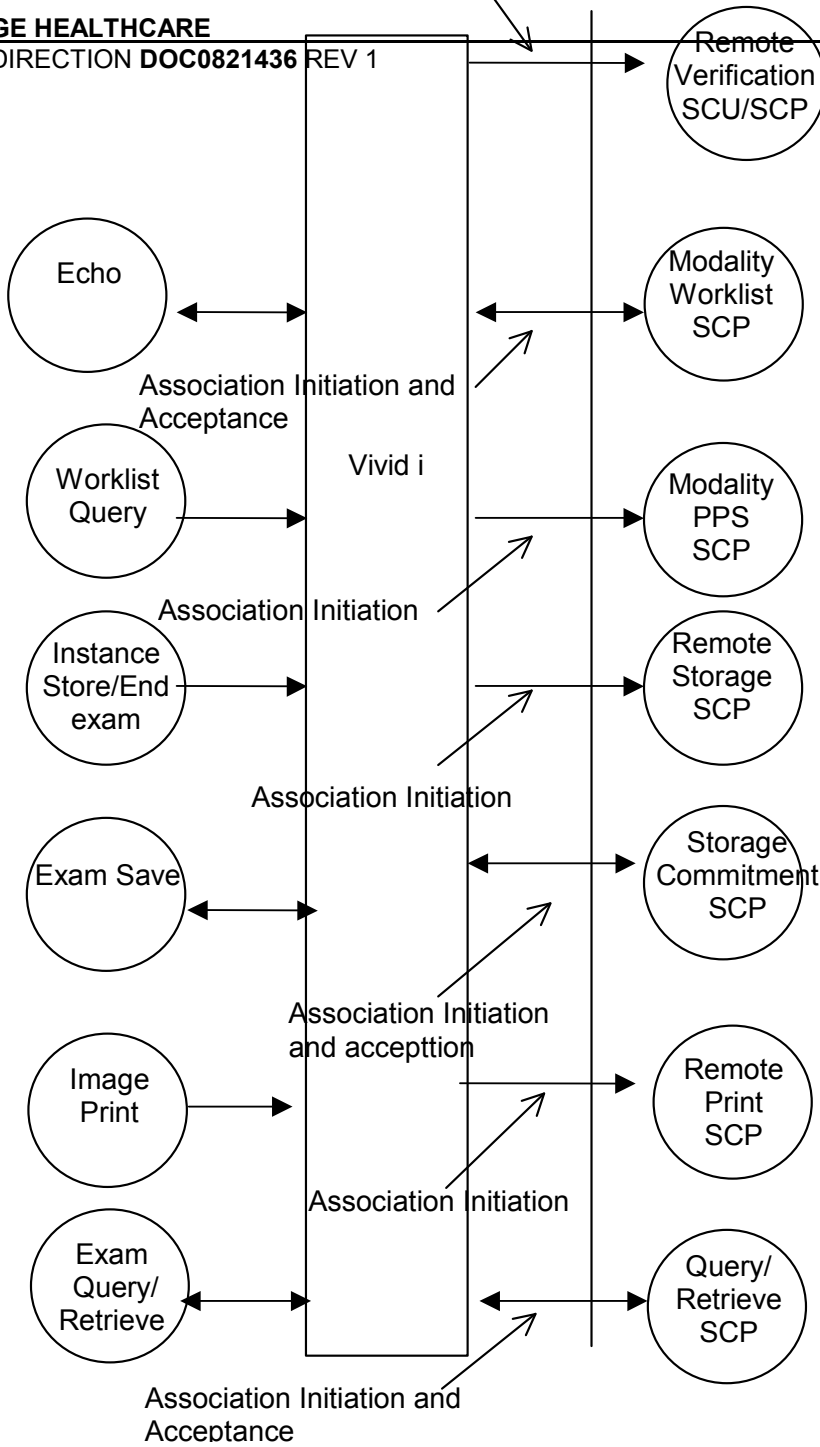 GE HEALTHCARE
DIRECTION DOC0821436 REV 1
Remote
Verification
SCU/SCP
Echo
Modality
Worklist
SCP
Association Initiation and
Acceptance
Vivid i
Worklist
Query
Modality
PPS
SCP
Association Initiation
Instance
Store/End
exam
Remote
Storage
SCP
Association Initiation
Exam Save
Storage
Commitment
SCP
Association Initiation
and accepttion
Image
Print
Remote
Print
SCP
Association Initiation
Exam
Query/
Retrieve
Query/
Retrieve
SCP
Association Initiation and
Acceptance